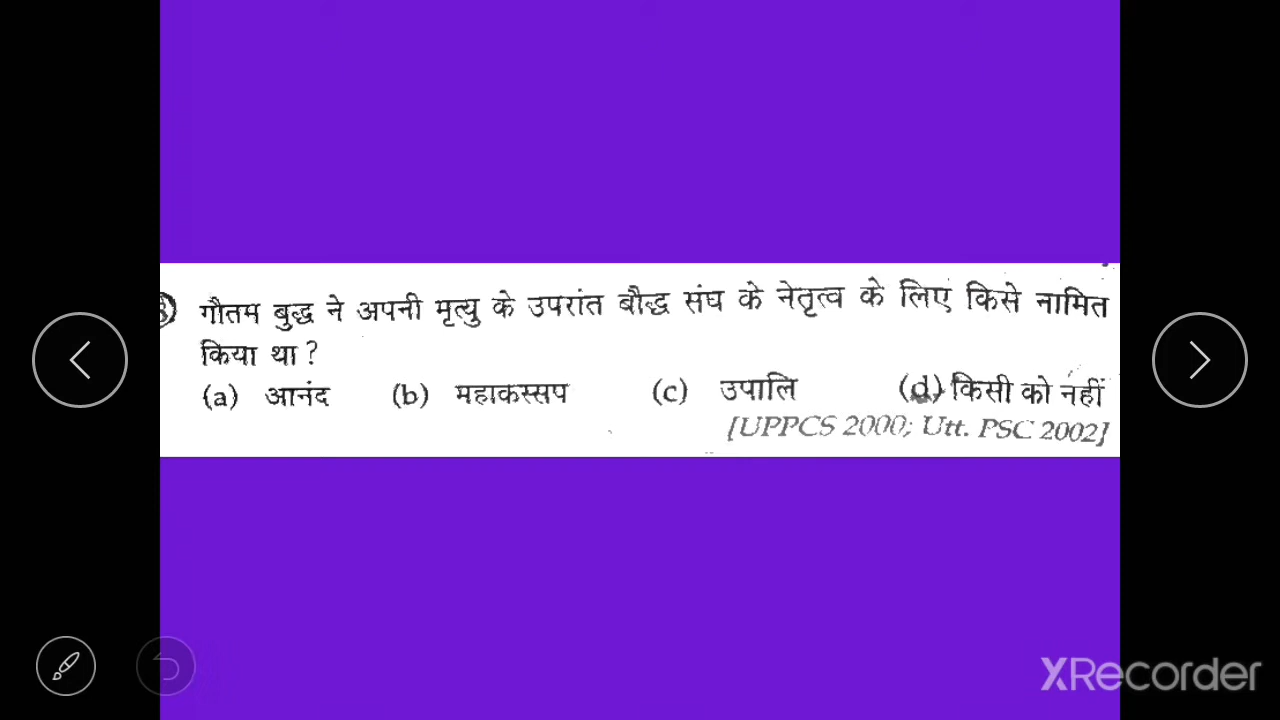 गौतम बुद्ध ने अपनी मृत्यु के उपरांत बौद्ध संघ के नेतृत्व के लिए किसे नामित
किया था ?
(a) आनंद (b) महाकस्सप (c) उपालि (d) किसी को नहीं
[UPPCS 2000; Utt. PSC 2002]
XRecorder